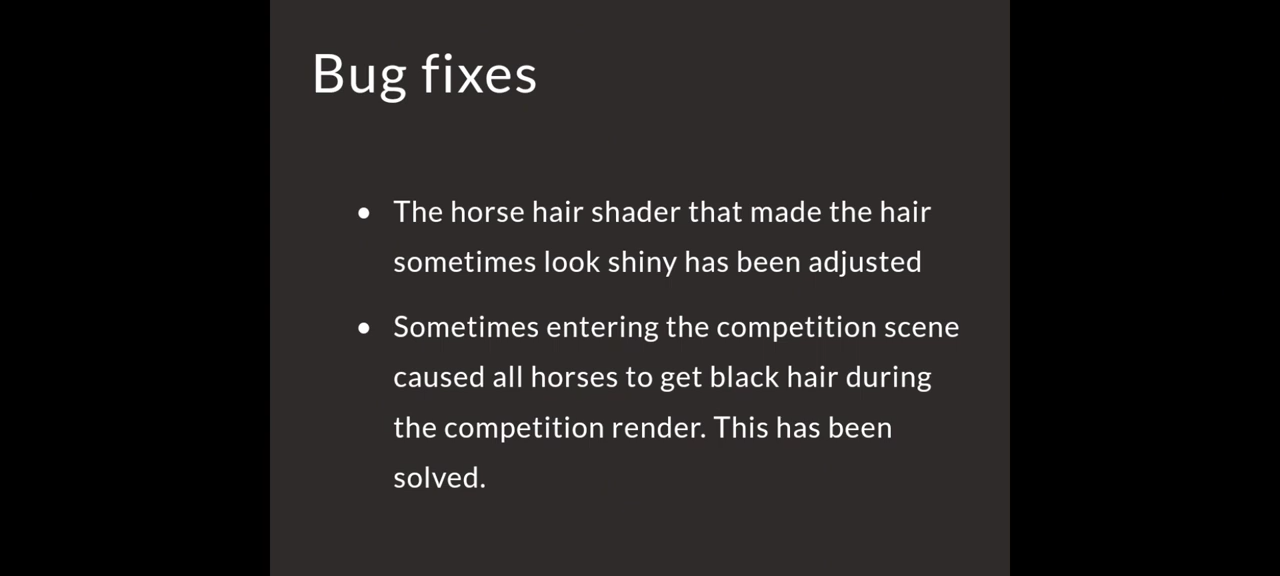 Bug fixes
• The horse hair shader that made the hair
sometimes look shiny has been adjusted
• Sometimes entering the competition scene
caused all horses to get black hair during
the competition render. This has been
solved.